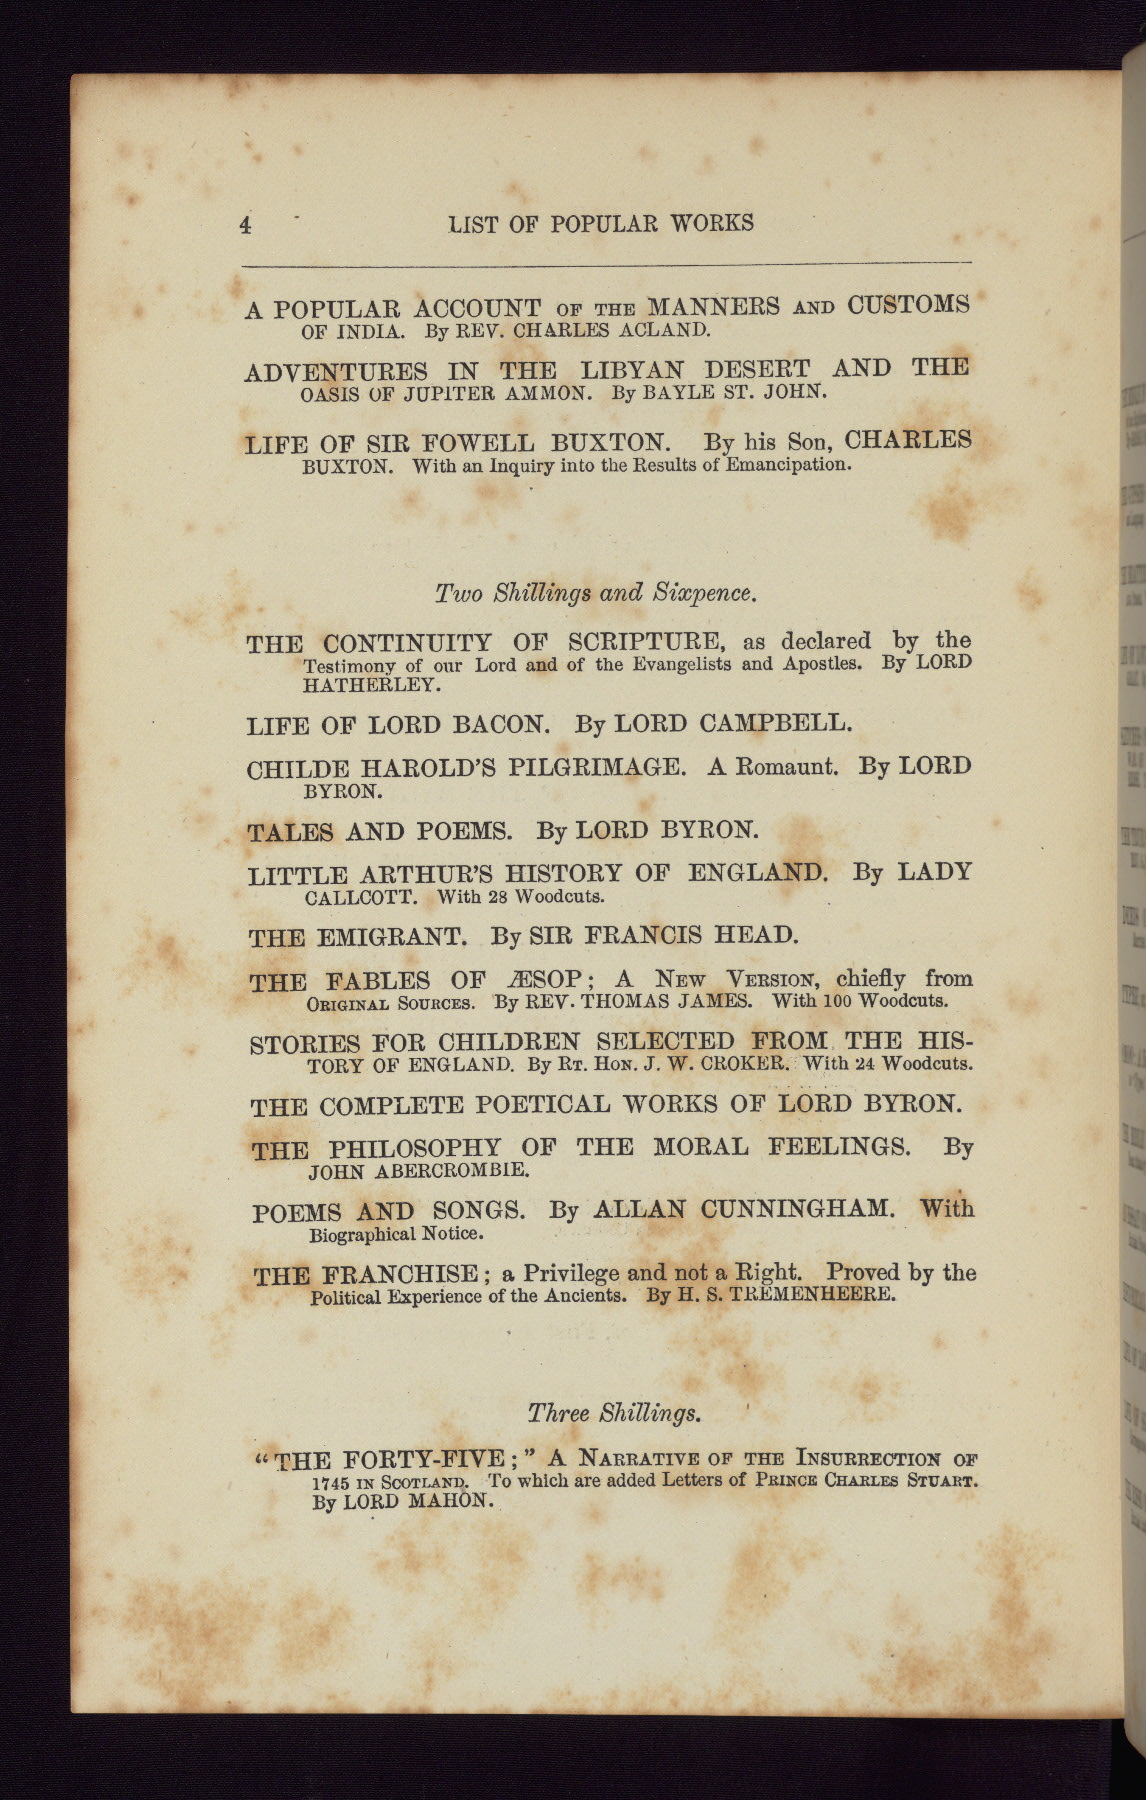 4 LIST OF POPULAR WORKS
A POPULAR ACCOUNT OF THE MANNERS AND CUSTOMS
OF INDIA. By REV. CHARLES ACLAND.
ADVENTURES IN THE LIBYAN DESERT AND THE
OASIS OF JUPITER AMMON. By BAYLE ST. JOHN.
LIFE OF SIR FOWELL BUXTON. By his Son, CHARLES
BUXTON. With an Inquiry into the Results of Emancipation.
Two Shillings and Sixpence.
THE CONTINUITY OF SCRIPTURE, as declared by the
Testimony of our Lord and of the Evangelists and Apostles. By LORD
HATHERLEY.
LIFE OF LORD BACON. By LORD CAMPBELL.
CHILDE HAROLD'S PILGRIMAGE. A Romaunt. By LORD
BYRON.
TALES AND POEMS. By LORD BYRON.
LITTLE ARTHUR'S HISTORY OF ENGLAND. By LADY
CALLCOTT. With 28 Woodcuts.
THE EMIGRANT. By SIR FRANCIS HEAD.
THE FABLES OF ÆSOP; A NEW VERSION, chiefly from
ORIGINAL SOURCES. By REV. THOMAS JAMES. With 100 Woodcuts.
STORIES FOR CHILDREN SELECTED FROM THE HIS-
TORY OF ENGLAND. By RT. HON. J. W. CROKER. With 24 Woodcuts.
THE COMPLETE POETICAL WORKS OF LORD BYRON.
THE PHILOSOPHY OF THE MORAL FEELINGS. By
JOHN ABERCROMBIE.
POEMS AND SONGS. By ALLAN CUNNINGHAM. With
Biographical Notice.
THE FRANCHISE; a Privilege and not a Right. Proved by the
Political Experience of the Ancients. By H. S. TREMENHEERE.
Three Shillings.
"THE FORTY-FIVE;" A NARRATIVE OF THE INSURRECTION OF
1745 IN SCOTLAND. To which are added Letters of PRINCE CHARLES STUART.
By LORD MAHON.